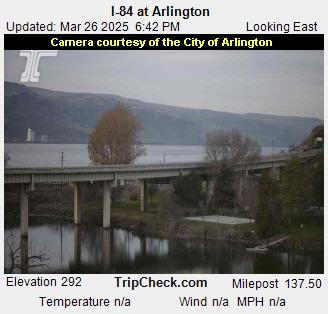 I-84 at Arlington
Updated: Mar 26 2025 6:42 PM Looking East
Camera courtesy of the City of Arlington
Elevation 292 TripCheck.com Milepost 137.50
Temperature n/a Wind n/a MPH n/a